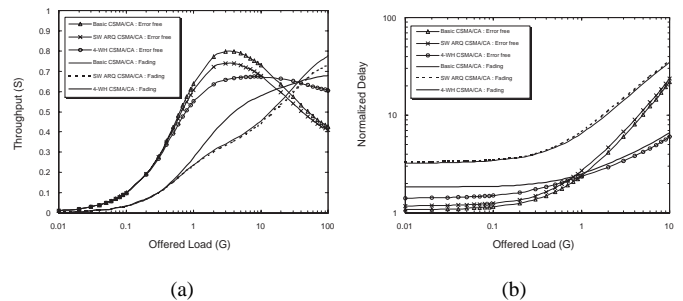 Basic CSMA/CA : Error free
SW ARQ CSMA/CA : Error free
4-WH CSMA/CA : Error free
Basic CSMA/CA : Fading
SW ARQ CSMA/CA : Fading
4-WH CSMA/CA : Fading
1
0.9
0.8
0.7
0.6
0.5
0.4
0.3
0.2
0.1
0
0.01
0.1
1
10
100
Throughput (S)
Offered Load (G)
(a)
Basic CSMA/CA : Error free
SW ARQ CSMA/CA : Error free
4-WH CSMA/CA : Error free
Basic CSMA/CA : Fading
SW ARQ CSMA/CA : Fading
4-WH CSMA/CA : Fading
100
10
1
0.01
0.1
1
10
Normalized Delay
Offered Load (G)
(b)